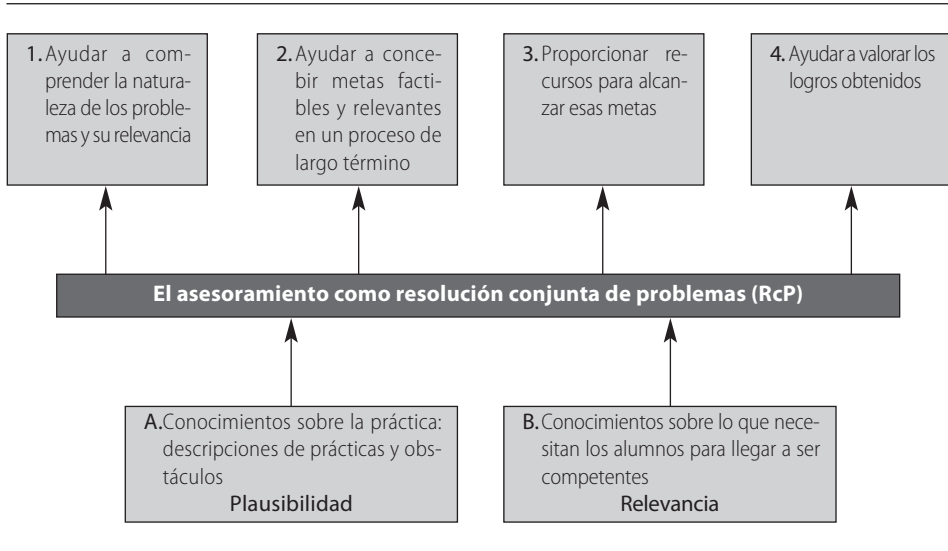 1. Ayudar a com-
prender la natura-
leza de los proble-
mas y su relevancia
2. Ayudar a conce-
bir metas facti-
bles y relevantes
en un proceso de
largo término
3. Proporcionar re-
cursos para alcan-
zar esas metas
4. Ayudar a valorar los
logros obtenidos
El asesoramiento como resolución conjunta de problemas (RcP)
A. Conocimientos sobre la práctica:
descripciones de prácticas y obs-
táculos
Plausibilidad
B. Conocimientos sobre lo que nece-
sitan los alumnos para llegar a ser
competentes
Relevancia